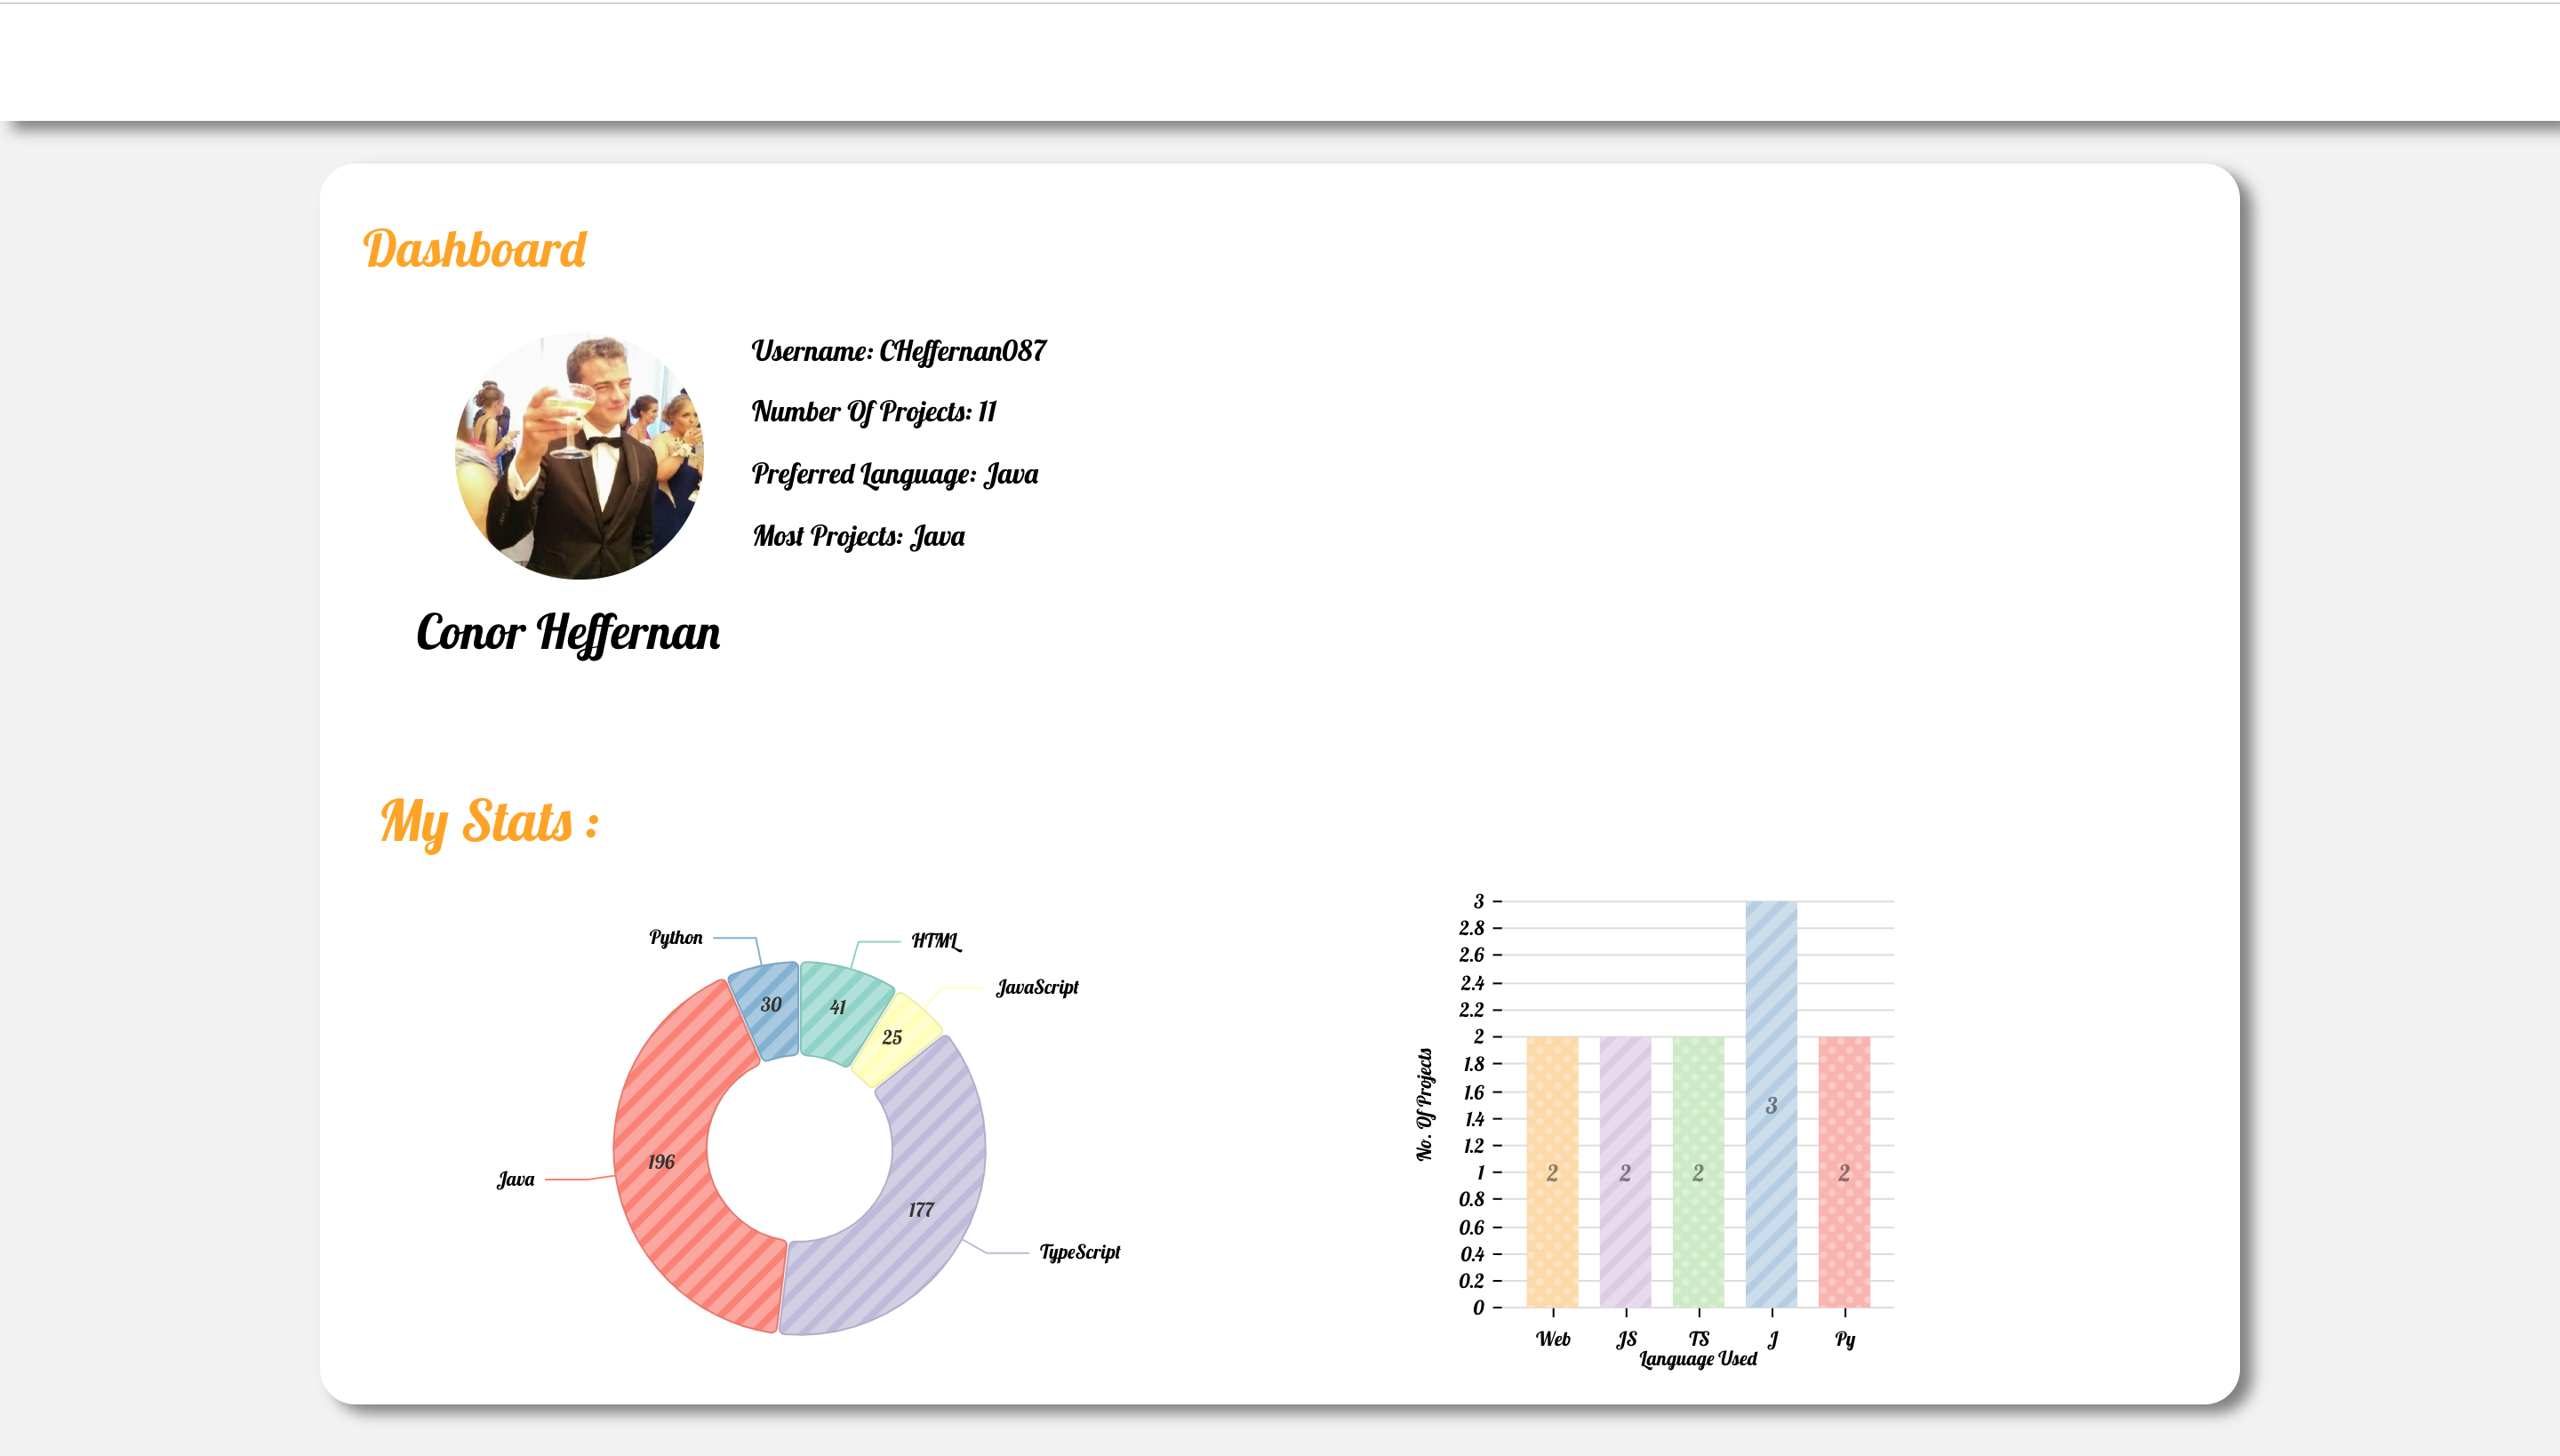 Dashboard
Username: CHeffernan087
Number Of Projects: 11
Preferred Language: Java
Most Projects: Java
Conor Heffernan
My Stats :
Python
HTML
JavaScript
30
41
25
196
Java
177
TypeScript
3
2.8
2.6
2.4
2.2
2
1.8
1.6
1.4
1.2
1
0.8
0.6
0.4
0.2
0
No. Of Projects
3
2
2
2
2
Web JS TS J Py
Language Used